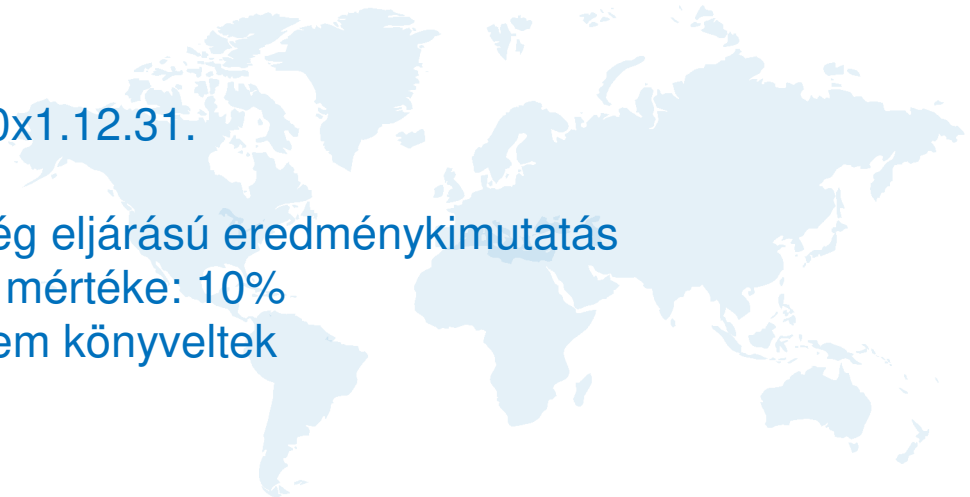 0x1.12.31.
ég eljárású eredménykimutatás
mértéke: 10%
em könyveltek